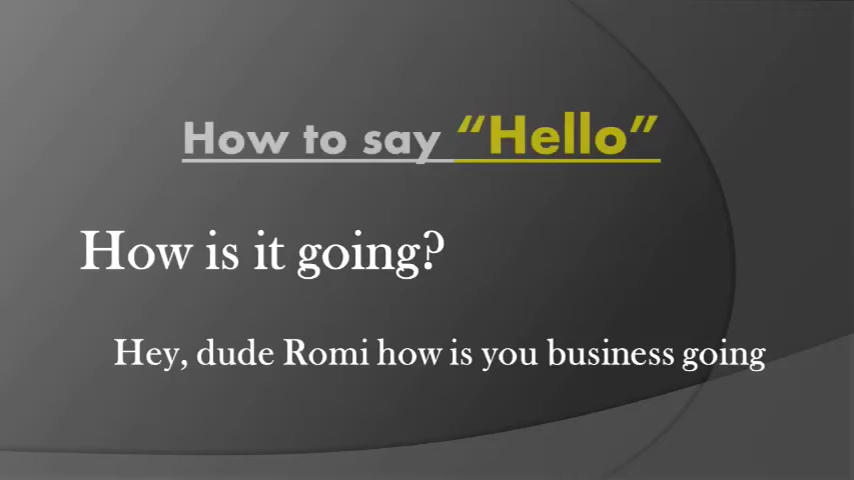 How to say “Hello”
How is it going?
Hey, dude Romi how is you business going